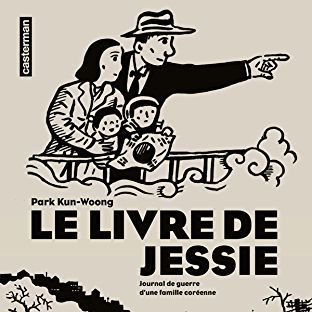 casterman
Park Kun-Woong
LE LIVRE DE
JESSIE
Journal de guerre
d'une famille coréenne